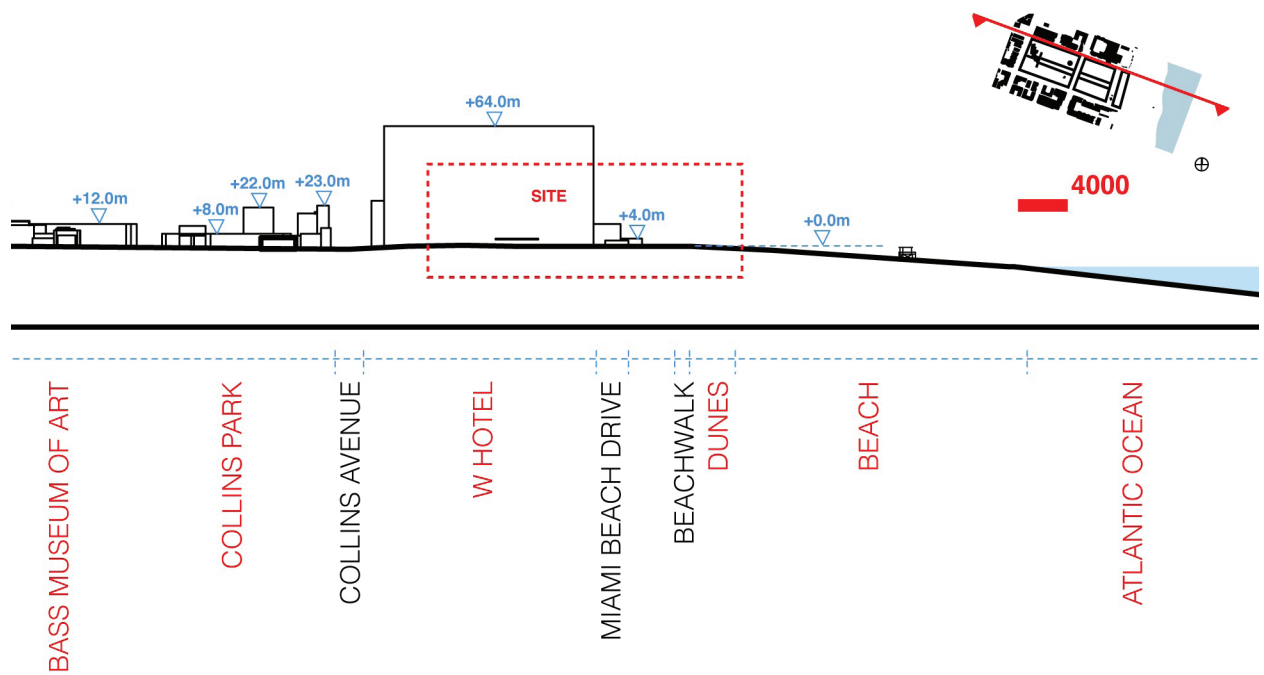 +64.0m
+22.0m
+23.0m
+12.0m
+8.0m
SITE
+4.0m
+0.0m
4000
BASS MUSEUM OF ART
COLLINS PARK
COLLINS AVENUE
W HOTEL
MIAMI BEACH DRIVE
BEACHWALK
DUNES
BEACH
ATLANTIC OCEAN